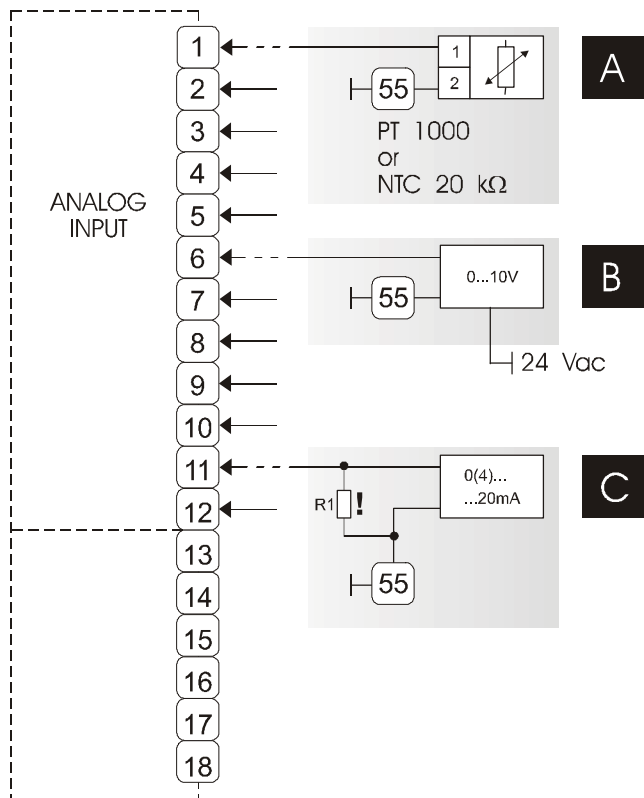 ANALOG
INPUT
1
2
3
4
5
6
7
8
9
10
11
12
13
14
15
16
17
18
1
2
55
PT 1000
or
NTC 20 kΩ
A
0...10V
55
24 Vac
B
0(4)...
...20mA
R1 !
55
C